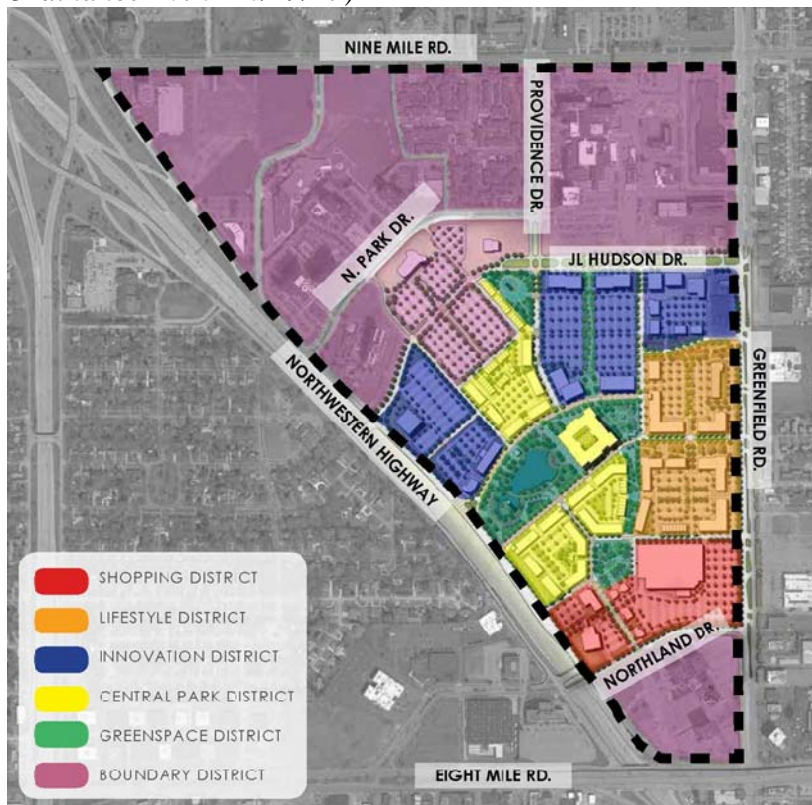 NINE MILE RD.
PROVIDENCE DR.
N. PARK DR.
JL HUDSON DR.
NORTHWESTERN HIGHWAY
GREENFIELD RD.
NORTHLAND DR.
SHOPPING DISTRICT
LIFESTYLE DISTRICT
INNOVATION DISTRICT
CENTRAL PARK DISTRICT
GREENSPACE DISTRICT
BOUNDARY DISTRICT
EIGHT MILE RD.